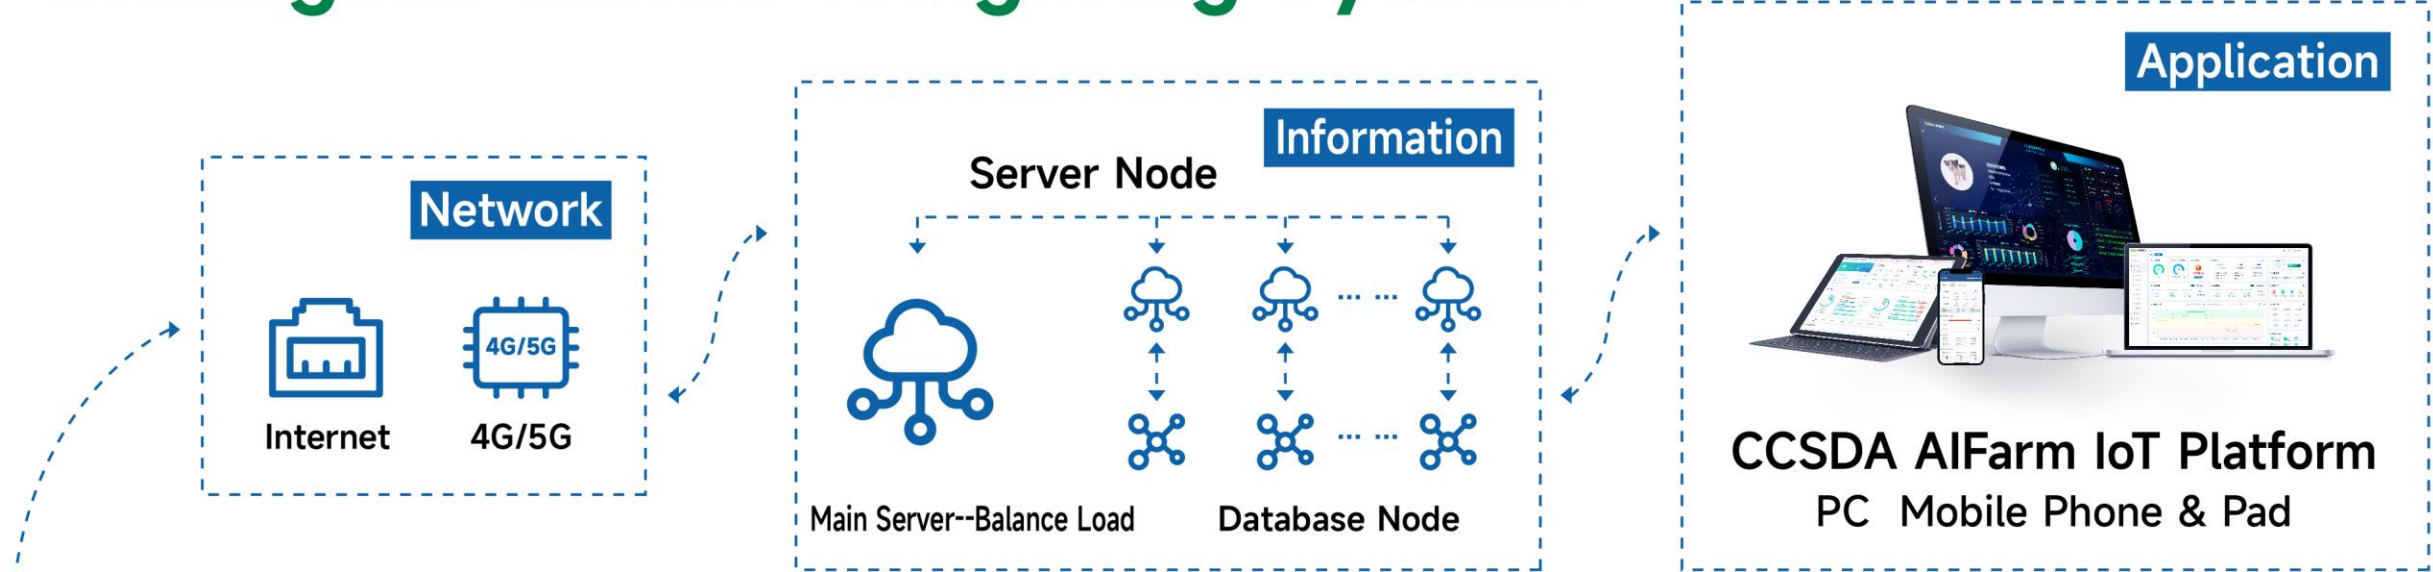 Application
Information
Server Node
Network
4G/5G
Internet
4G/5G
Main Server--Balance Load
Database Node
CCSDA AIFarm IoT Platform
PC Mobile Phone & Pad